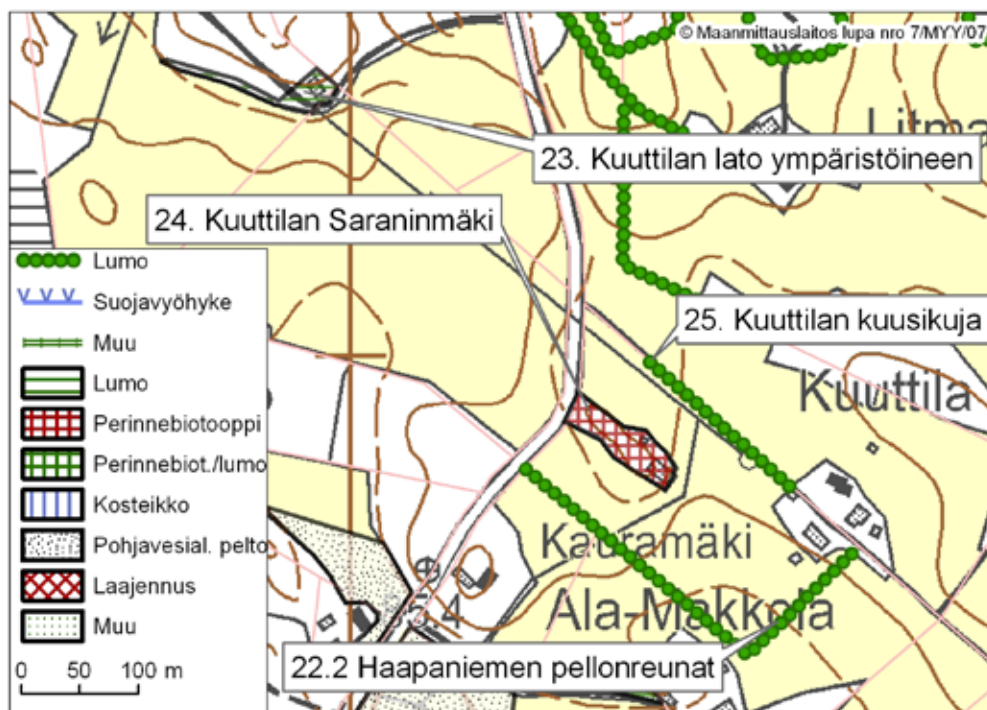 © Maanmittauslaitos lupa nro 7/MYY/07
Litma
23. Kuuttilan lato ympäristöineen
24. Kuuttilan Saraninmäki
Lumo
Suojavyöhyke
Muu
Lumo
Perinnebiotooppi
Perinnebiot./lumo
Kosteikko
Pohjavesial. pelto
Laajennus
Muu
0 50 100 m
25. Kuuttilan kuusikuja
Kuuttila
Kauramäki
Ala-Makkola
22.2 Haapaniemen pellonreunat